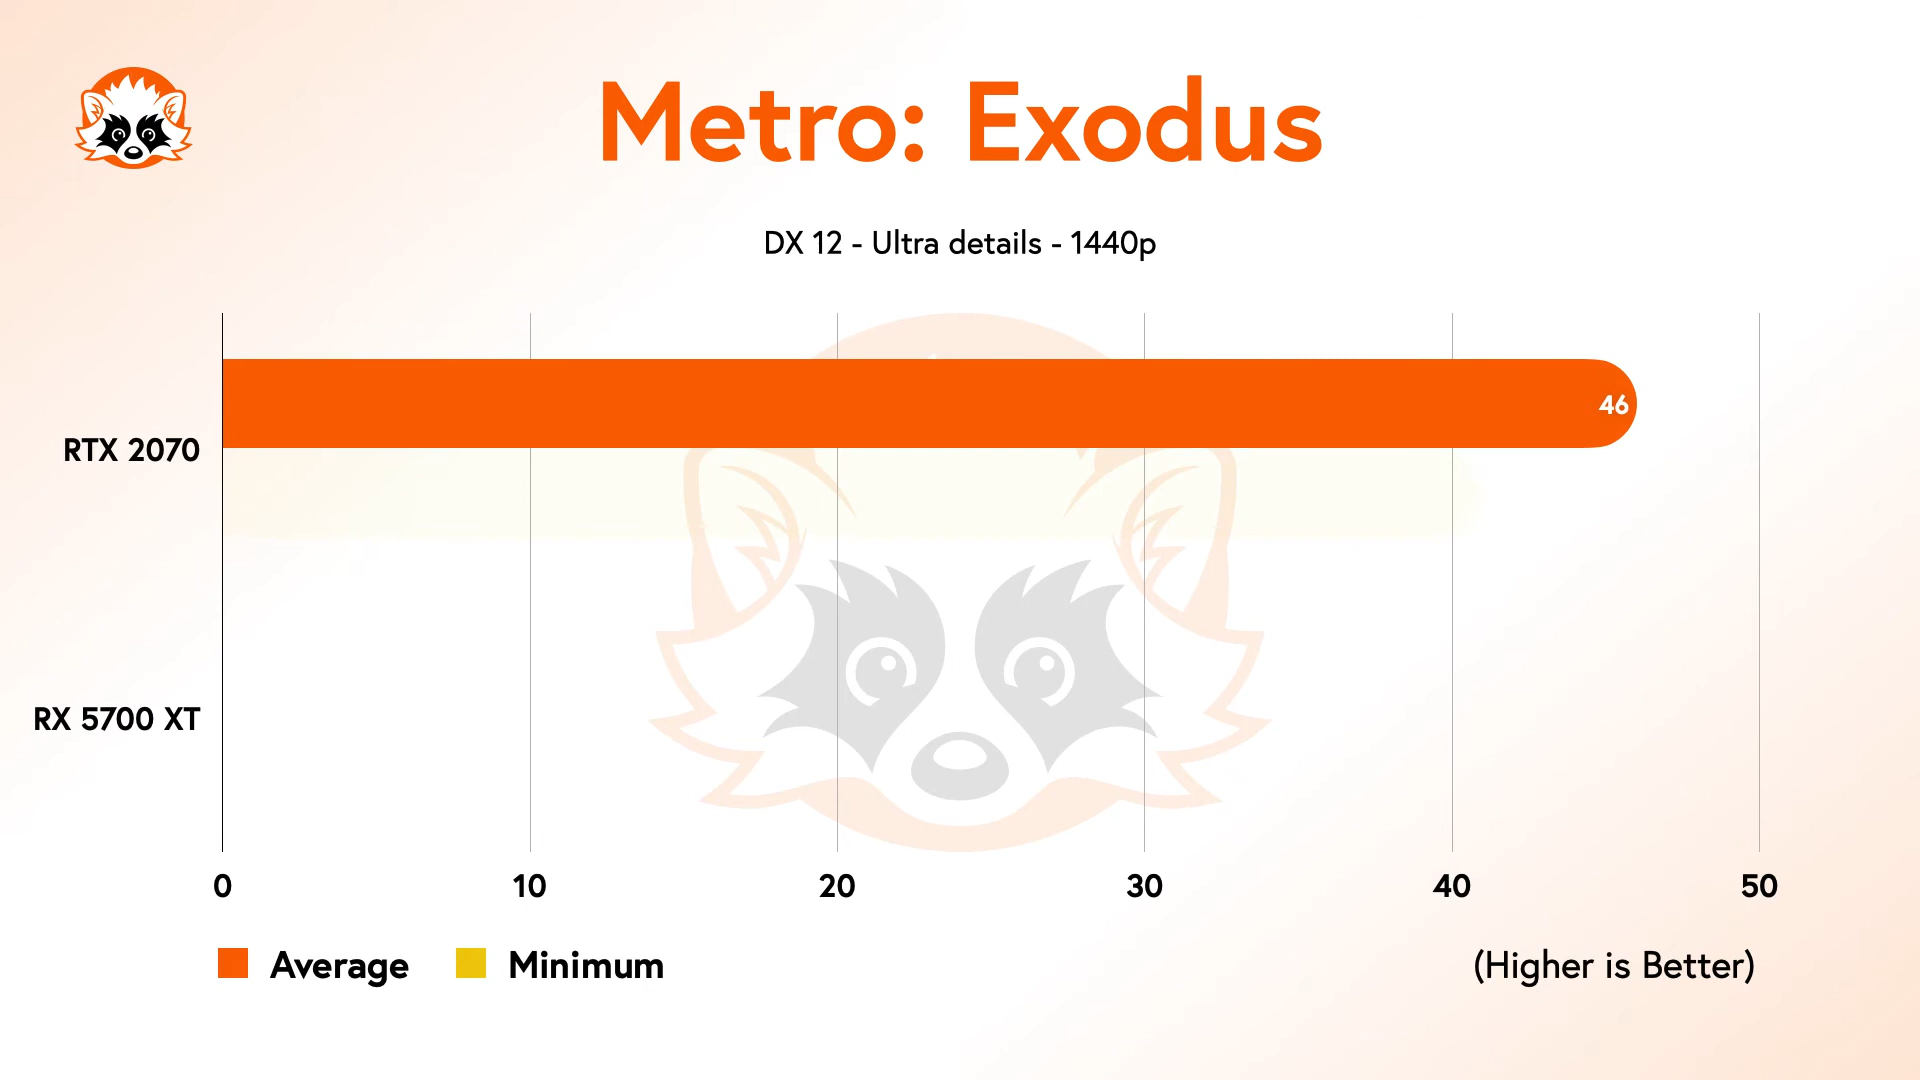 Metro: Exodus
DX 12 - Ultra details - 1440p
46
RTX 2070
RX 5700 XT
0 10 20 30 40 50
Average Minimum (Higher is Better)